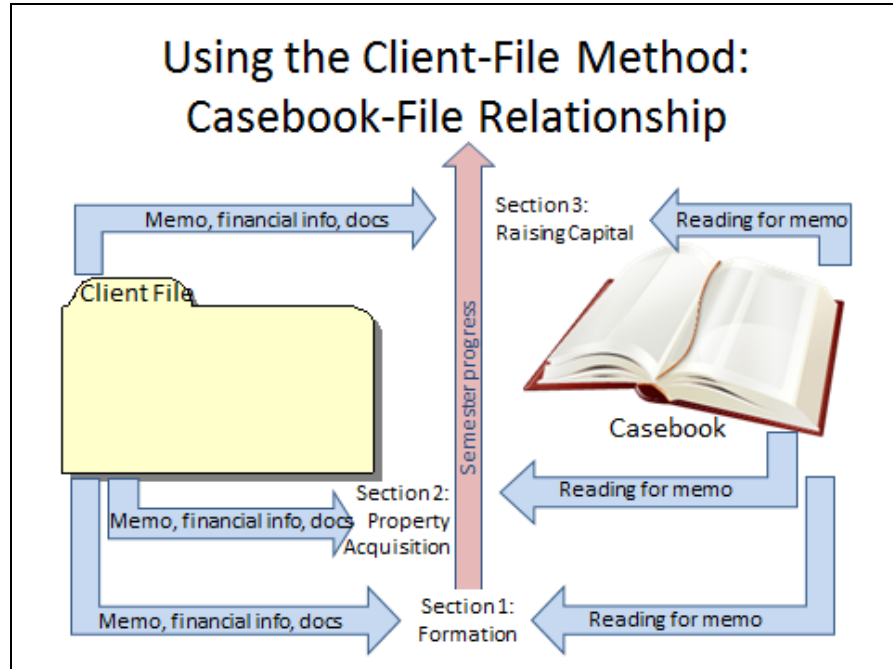 Using the Client-File Method:
Casebook-File Relationship
Memo, financial info, docs
Section 3:
Raising Capital
Reading for memo
Client File
Semester progress
Casebook
Section 2:
Property
Acquisition
Memo, financial info, docs
Reading for memo
Section 1:
Formation
Memo, financial info, docs
Reading for memo